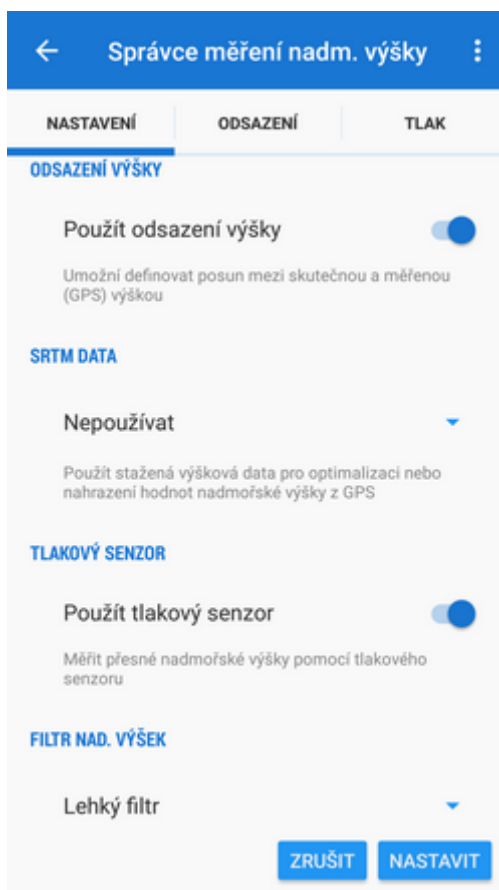 Správce měření nadm. výšky
NASTAVENÍ ODSAZENÍ TLAK
ODSAZENÍ VÝŠKY
Použít odsazení výšky
Umožní definovat posun mezi skutečnou a měřenou
(GPS) výškou
SRTM DATA
Nepoužívat
Použít stažená výšková data pro optimalizaci nebo
nahrazení hodnot nadmořské výšky z GPS
TLAKOVÝ SENZOR
Použít tlakový senzor
Měřit přesné nadmořské výšky pomocí tlakového
senzoru
FILTR NAD. VÝŠEK
Lehký filtr
ZRUŠIT NASTAVIT